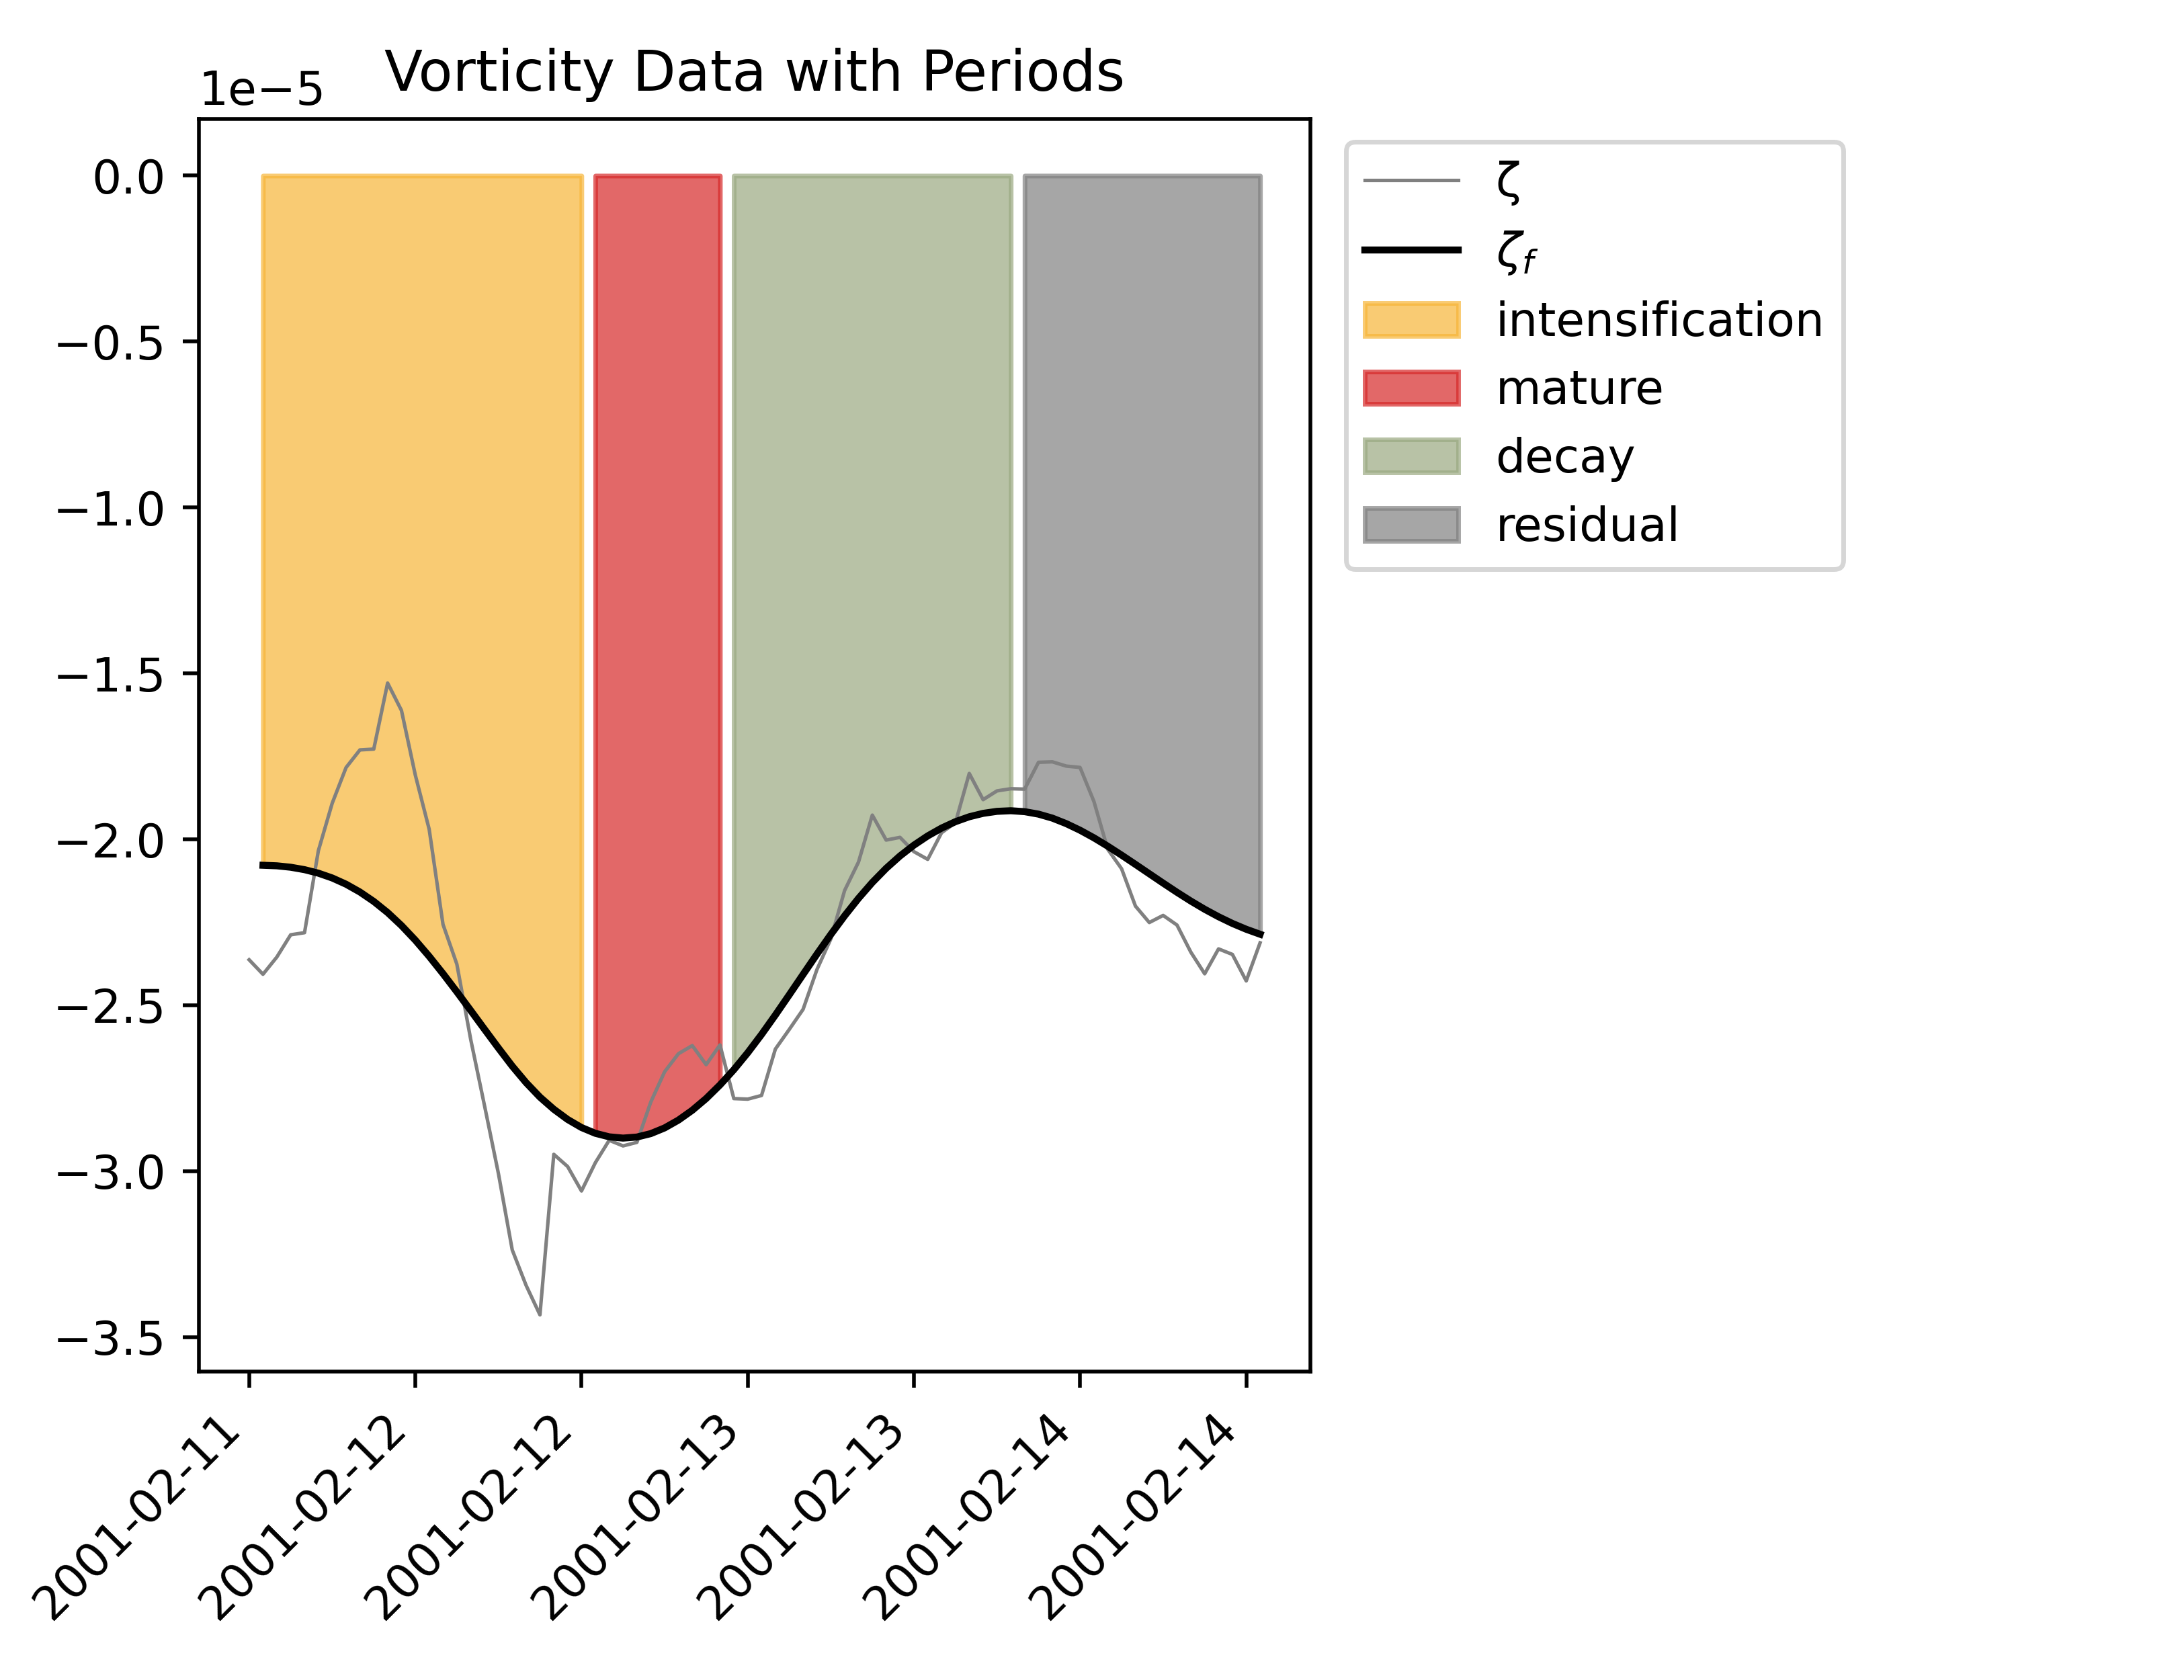 Vorticity Data with Periods
1e−5
0.0
−0.5
−1.0
−1.5
−2.0
−2.5
−3.0
−3.5
2001-02-11
2001-02-12
2001-02-12
2001-02-13
2001-02-13
2001-02-14
2001-02-14
ζ
ζf
intensification
mature
decay
residual